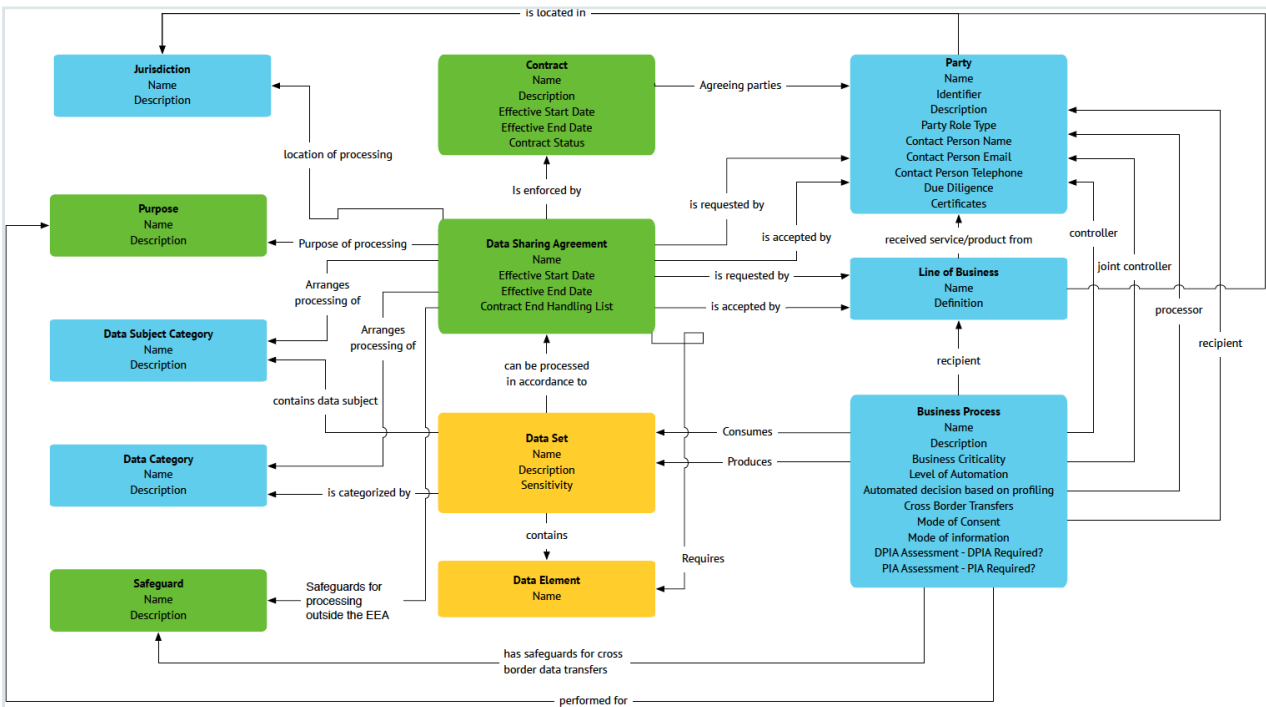 is located in
Jurisdiction
Name
Description
Contract
Name
Description
Effective Start Date
Effective End Date
Contract Status
Agreeing parties
Party
Name
Identifier
Description
Party Role Type
Contact Person Name
Contact Person Email
Contact Person Telephone
Due Diligence
Certificates
location of processing
Is enforced by
is requested by
is accepted by
received service/product from
controller
joint controller
processor
recipient
Purpose
Name
Description
Purpose of processing
Data Sharing Agreement
Name
Effective Start Date
Effective End Date
Contract End Handling List
is requested by
is accepted by
Line of Business
Name
Definition
Arranges
processing of
Arranges
processing of
Data Subject Category
Name
Description
contains data subject
can be processed
in accordance to
recipient
Data Set
Name
Description
Sensitivity
Consumes
Produces
Business Process
Name
Description
Business Criticality
Level of Automation
Automated decision based on profiling
Cross Border Transfers
Mode of Consent
Mode of information
DPIA Assessment - DPIA Required?
PIA Assessment - PIA Required?
Data Category
Name
Description
is categorized by
contains
Requires
Data Element
Name
Safeguard
Name
Description
Safeguards for
processing
outside the EEA
has safeguards for cross
border data transfers
performed for